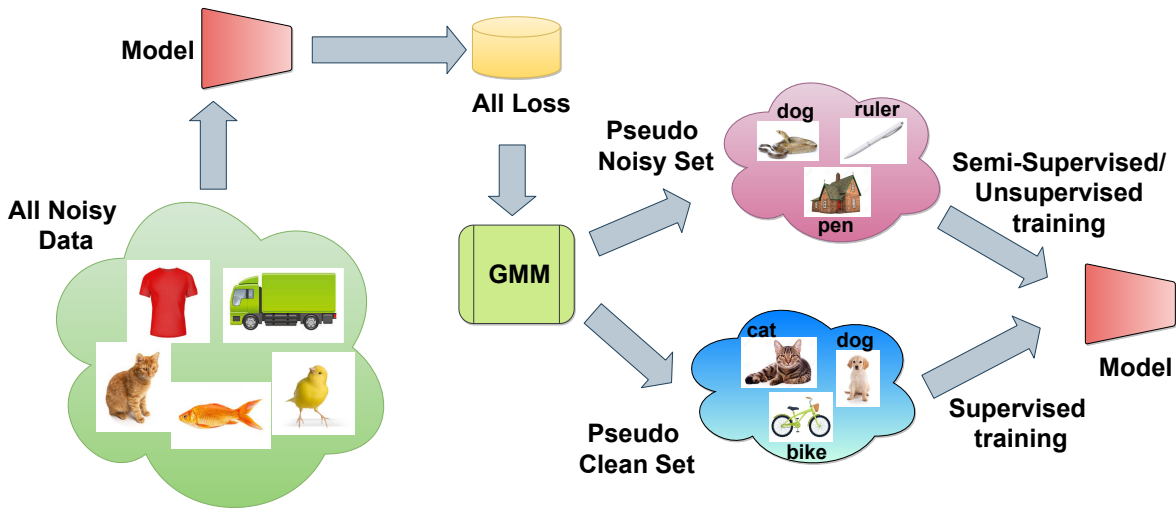 Model
All Loss
All Noisy
Data
GMM
Pseudo
Noisy Set
dog
ruler
pen
Semi-Supervised/
Unsupervised
training
Pseudo
Clean Set
cat
dog
bike
Supervised
training
Model